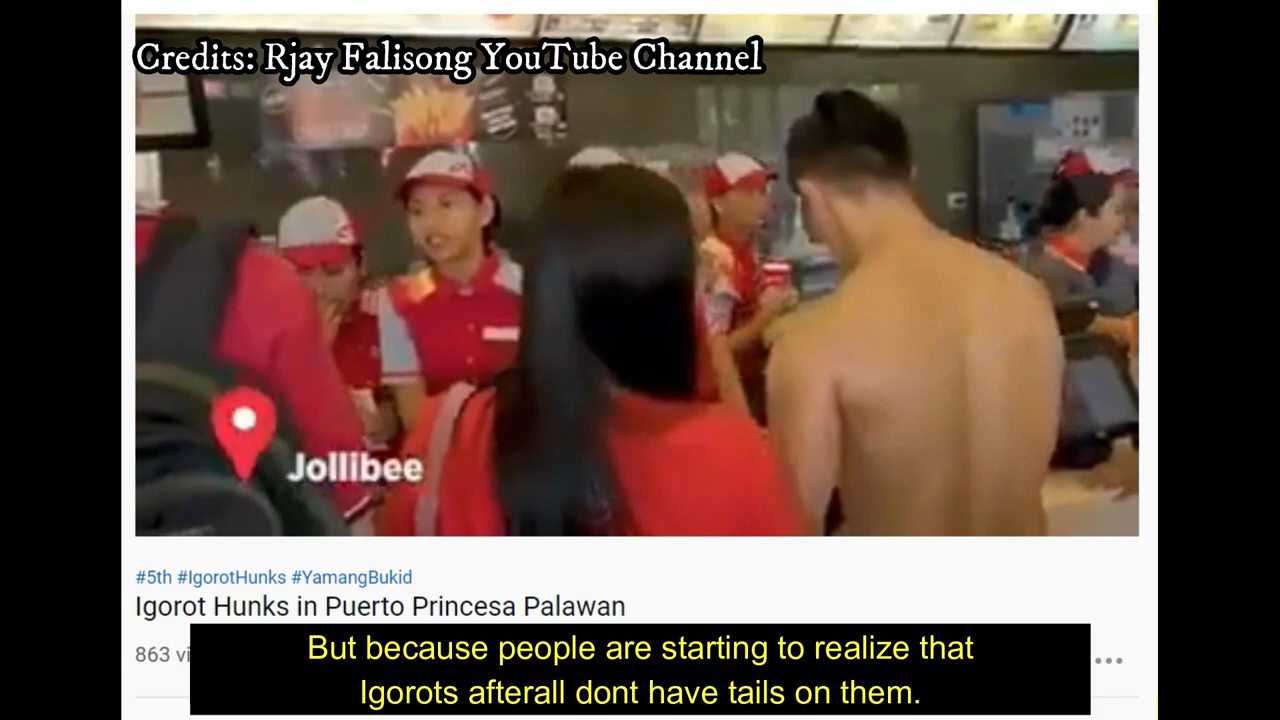 Credits: Rjay Falisong YouTube Channel
Jollibee
#5th #IgorotHunks #YamangBukid
Igorot Hunks in Puerto Princesa Palawan
863 vi
But because people are starting to realize that
Igorots afterall dont have tails on them.